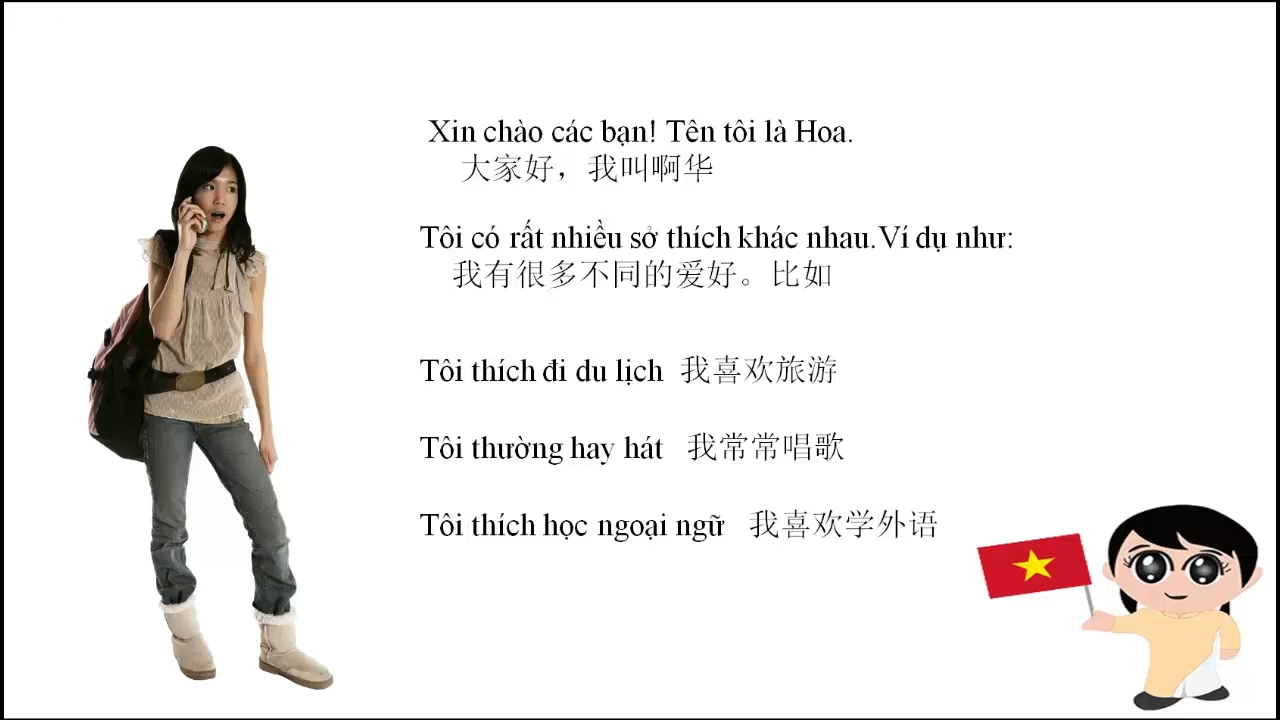 Xin chào các bạn! Tên tôi là Hoa.
大家好，我叫啊华
Tôi có rất nhiều sở thích khác nhau.Ví dụ như:
我有很多不同的爱好。比如
Tôi thích đi du lịch 我喜欢旅游
Tôi thường hay hát 我常常唱歌
Tôi thích học ngoại ngữ 我喜欢学外语